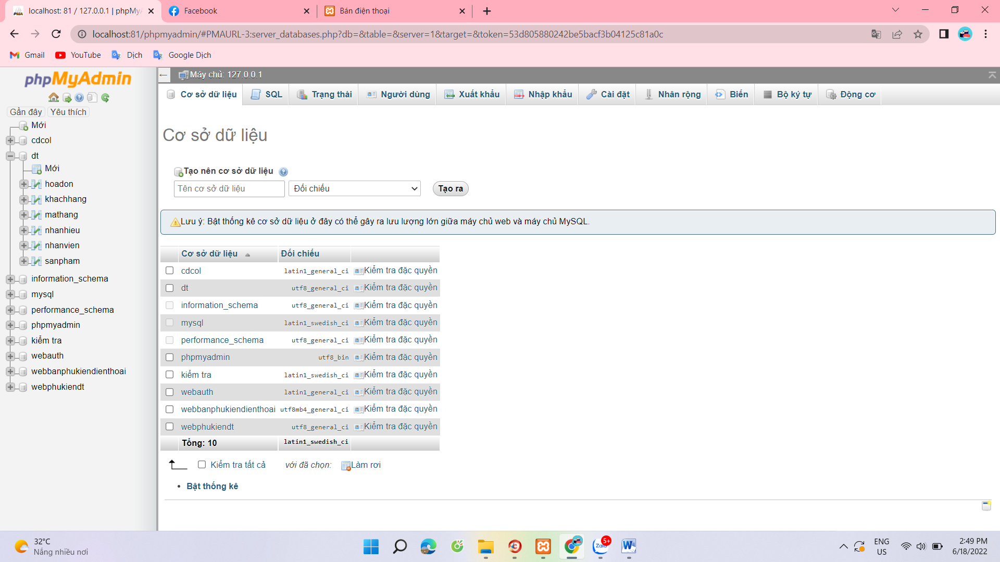 localhost: 81 / 127.0.0.1 | phpMyA
Facebook
Bán điện thoại
localhost:81/phpmyadmin/#PMAURL-3:server_databases.php?db=&table=&server=1&target=&token=53d805880242be5bacf3b04125c81a0c
Gmail
YouTube
Dịch
Google Dịch
phpMyAdmin
Gần đây
Yêu thích
Mới
cdcol
dt
Mới
hoadon
khachhang
mathang
nhanhieu
nhanvien
sanpham
information_schema
mysql
performance_schema
phpmyadmin
kiểm tra
webauth
webbanphukiendienthoai
webphukiendt
Máy chủ: 127.0.0.1
Cơ sở dữ liệu
SQL
Trạng thái
Người dùng
Xuất khẩu
Nhập khẩu
Cài đặt
Nhân rộng
Biến
Bộ ký tự
Động cơ
Cơ sở dữ liệu
Tạo nên cơ sở dữ liệu
Tên cơ sở dữ liệu
Đối chiếu
Tạo ra
Lưu ý: Bật thống kê cơ sở dữ liệu ở đây có thể gây ra lưu lượng lớn giữa máy chủ web và máy chủ MySQL.
Cơ sở dữ liệu Đối chiếu
cdcol latin1_general_ci Kiểm tra đặc quyền
dt utf8_general_ci Kiểm tra đặc quyền
information_schema utf8_general_ci Kiểm tra đặc quyền
mysql latin1_swedish_ci Kiểm tra đặc quyền
performance_schema utf8_general_ci Kiểm tra đặc quyền
phpmyadmin utf8_bin Kiểm tra đặc quyền
kiểm tra latin1_swedish_ci Kiểm tra đặc quyền
webauth latin1_general_ci Kiểm tra đặc quyền
webbanphukiendienthoai utf8mb4_general_ci Kiểm tra đặc quyền
webphukiendt utf8_general_ci Kiểm tra đặc quyền
Tổng: 10 latin1_swedish_ci
Kiểm tra tất cả với đã chọn: Làm rơi
• Bật thống kê
32°C
Nắng nhiều nơi
Zalo
5+
ENG
US
2:49 PM
6/18/2022